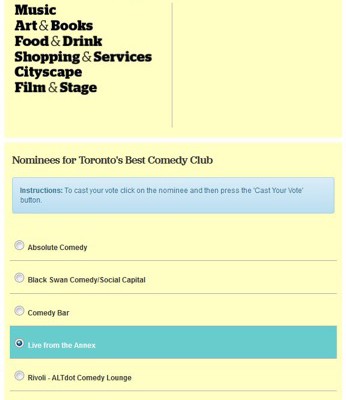 Music
Art & Books
Food & Drink
Shopping & Services
Cityscape
Film & Stage
Nominees for Toronto's Best Comedy Club
Instructions: To cast your vote click on the nominee and then press the 'Cast Your Vote'
button.
Absolute Comedy
Black Swan Comedy/Social Capital
Comedy Bar
Live from the Annex
Rivoli - ALTdot Comedy Lounge